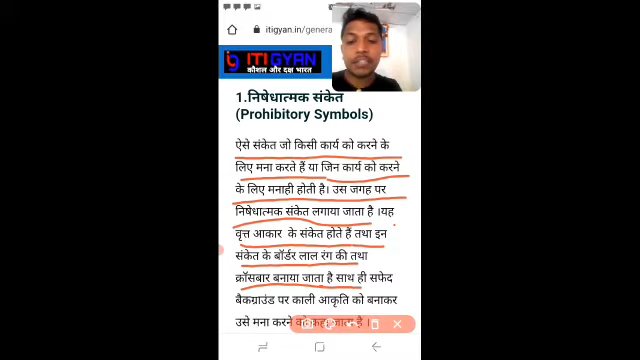 itigyan.in/genera
ITI GYAN
कौशल और दक्ष भारत
1.निषेधात्मक संकेत
(Prohibitory Symbols)
ऐसे संकेत जो किसी कार्य को करने के
लिए मना करते हैं या जिन कार्य को करने
के लिए मनाही होती है। उस जगह पर
निषेधात्मक संकेत लगाया जाता है ।यह
वृत्त आकार के संकेत होते हैं तथा इन
संकेत के बॉर्डर लाल रंग की तथा
क्रॉसबार बनाया जाता है साथ ही सफेद
बैकग्राउंड पर काली आकृति को बनाकर
उसे मना करने को कहा जाता है ।